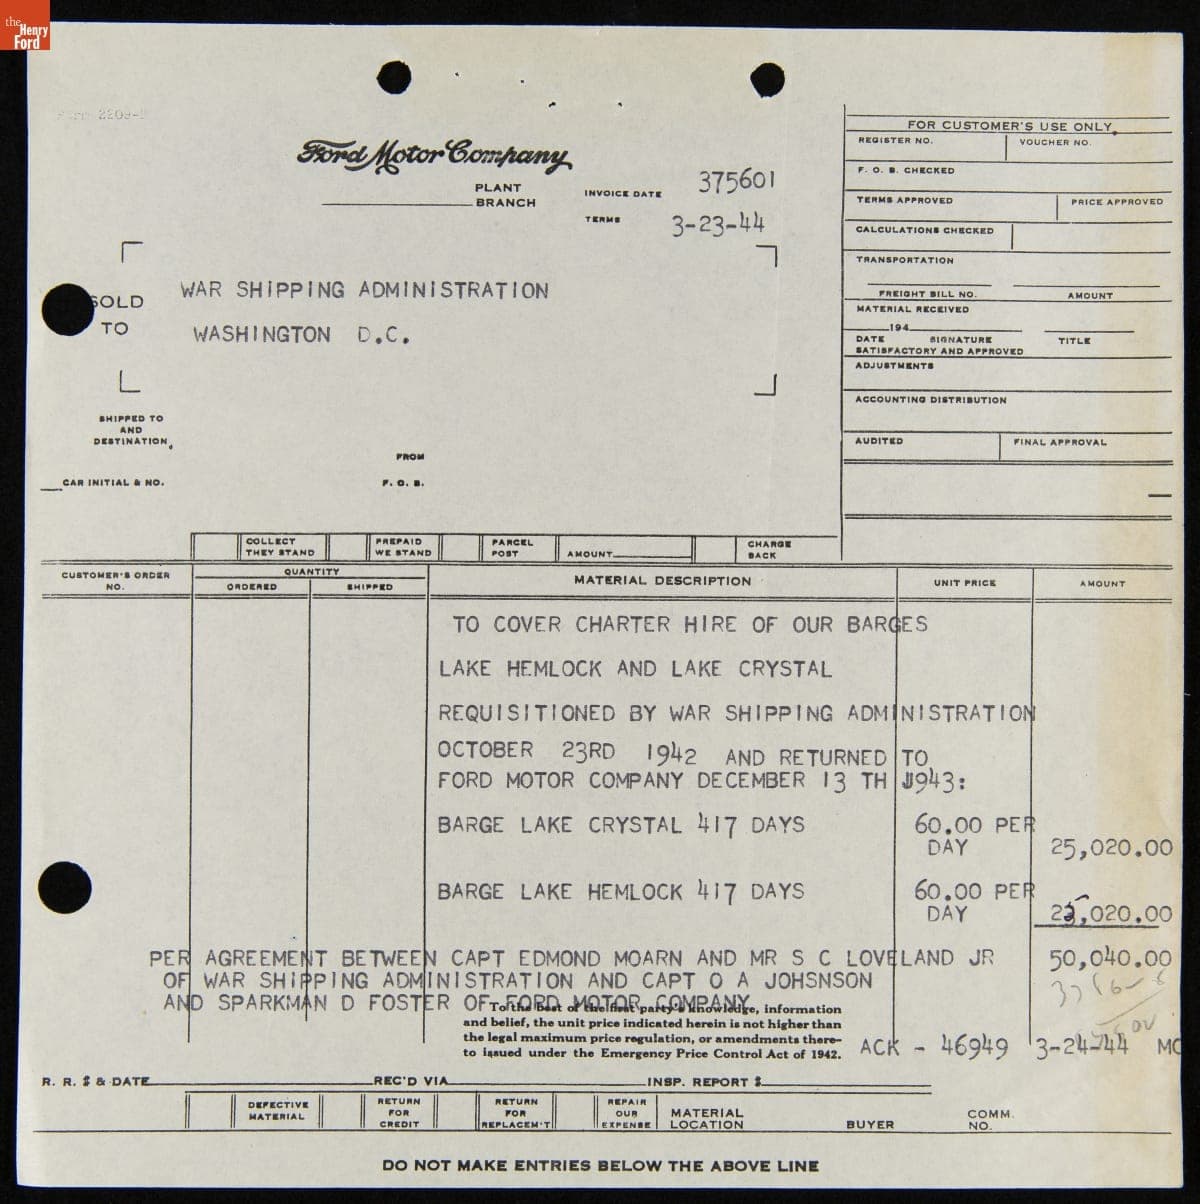 the
Henry
Ford
Form 2209-
Ford Motor Company
PLANT
BRANCH
INVOICE DATE 375601
TERMS 3-23-44
SOLD
TO
WAR SHIPPING ADMINISTRATION
WASHINGTON D.C.
SHIPPED TO
AND
DESTINATION
FROM
CAR INITIAL & NO.
F. O. B.
FOR CUSTOMER'S USE ONLY
REGISTER NO. VOUCHER NO.
F. O. B. CHECKED
TERMS APPROVED PRICE APPROVED
CALCULATIONS CHECKED
TRANSPORTATION
FREIGHT BILL NO. AMOUNT
MATERIAL RECEIVED
194
DATE SIGNATURE TITLE
SATISFACTORY AND APPROVED
ADJUSTMENTS
ACCOUNTING DISTRIBUTION
AUDITED FINAL APPROVAL
COLLECT
THEY STAND
PREPAID
WE STAND
PARCEL
POST
AMOUNT
CHARGE
BACK
CUSTOMER'S ORDER
NO.
QUANTITY
ORDERED SHIPPED
MATERIAL DESCRIPTION
UNIT PRICE
AMOUNT
TO COVER CHARTER HIRE OF OUR BARGES
LAKE HEMLOCK AND LAKE CRYSTAL
REQUISITIONED BY WAR SHIPPING ADMINISTRATION
OCTOBER 23RD 1942 AND RETURNED TO
FORD MOTOR COMPANY DECEMBER 13 TH 1943:
BARGE LAKE CRYSTAL 417 DAYS 60.00 PER
DAY 25,020.00
BARGE LAKE HEMLOCK 417 DAYS 60.00 PER
DAY 25,020.00
PER AGREEMENT BETWEEN CAPT EDMOND MOARN AND MR S C LOVELAND JR 50,040.00
OF WAR SHIPPING ADMINISTRATION AND CAPT O A JOHSNSON
AND SPARKMAN D FOSTER OF FORD MOTOR COMPANY
To the best of the first party's knowledge, information
and belief, the unit price indicated herein is not higher than
the legal maximum price regulation, or amendments there-
to issued under the Emergency Price Control Act of 1942.
ACK - 46949 3-24-44 MC
R. R. $ & DATE REC'D VIA INSP. REPORT $
DEFECTIVE
MATERIAL
RETURN
FOR
CREDIT
RETURN
FOR
REPLACEM'T
REPAIR
OUR
EXPENSE
MATERIAL
LOCATION
BUYER
COMM.
NO.
DO NOT MAKE ENTRIES BELOW THE ABOVE LINE